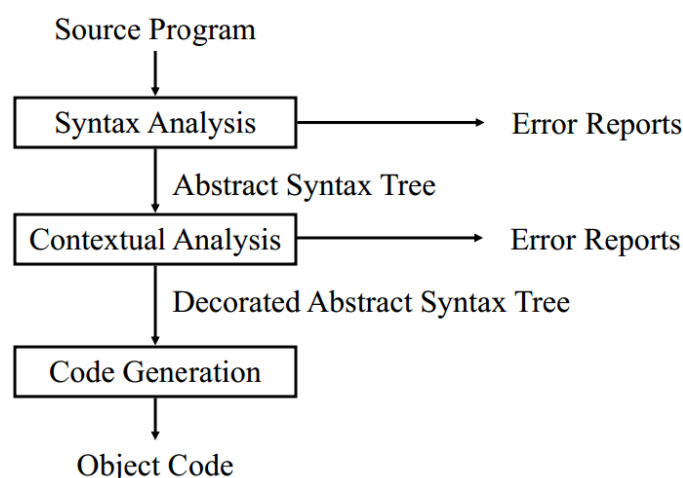 Source Program
Syntax Analysis
Error Reports
Abstract Syntax Tree
Contextual Analysis
Error Reports
Decorated Abstract Syntax Tree
Code Generation
Object Code